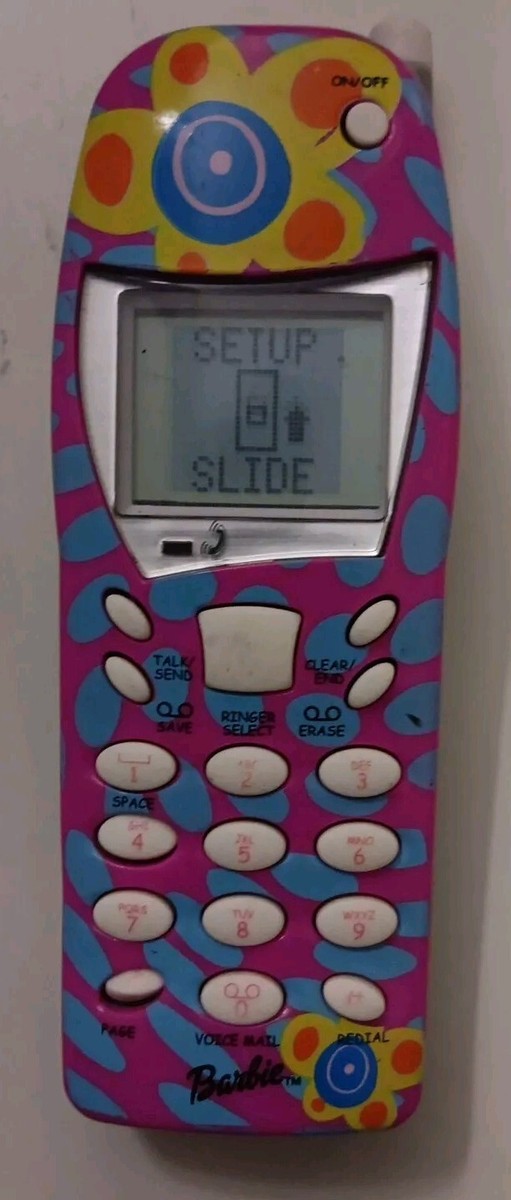 ON/OFF
SETUP
SLIDE
TALK/
SEND
CLEAR/
END
SAVE
RINGER
SELECT
ERASE
1
ABC
2
DEF
3
SPACE
GHI
4
JKL
5
MNO
6
PQRS
7
TUV
8
WXYZ
9
0
PAGE
VOICE MAIL
REDIAL
Barbie™